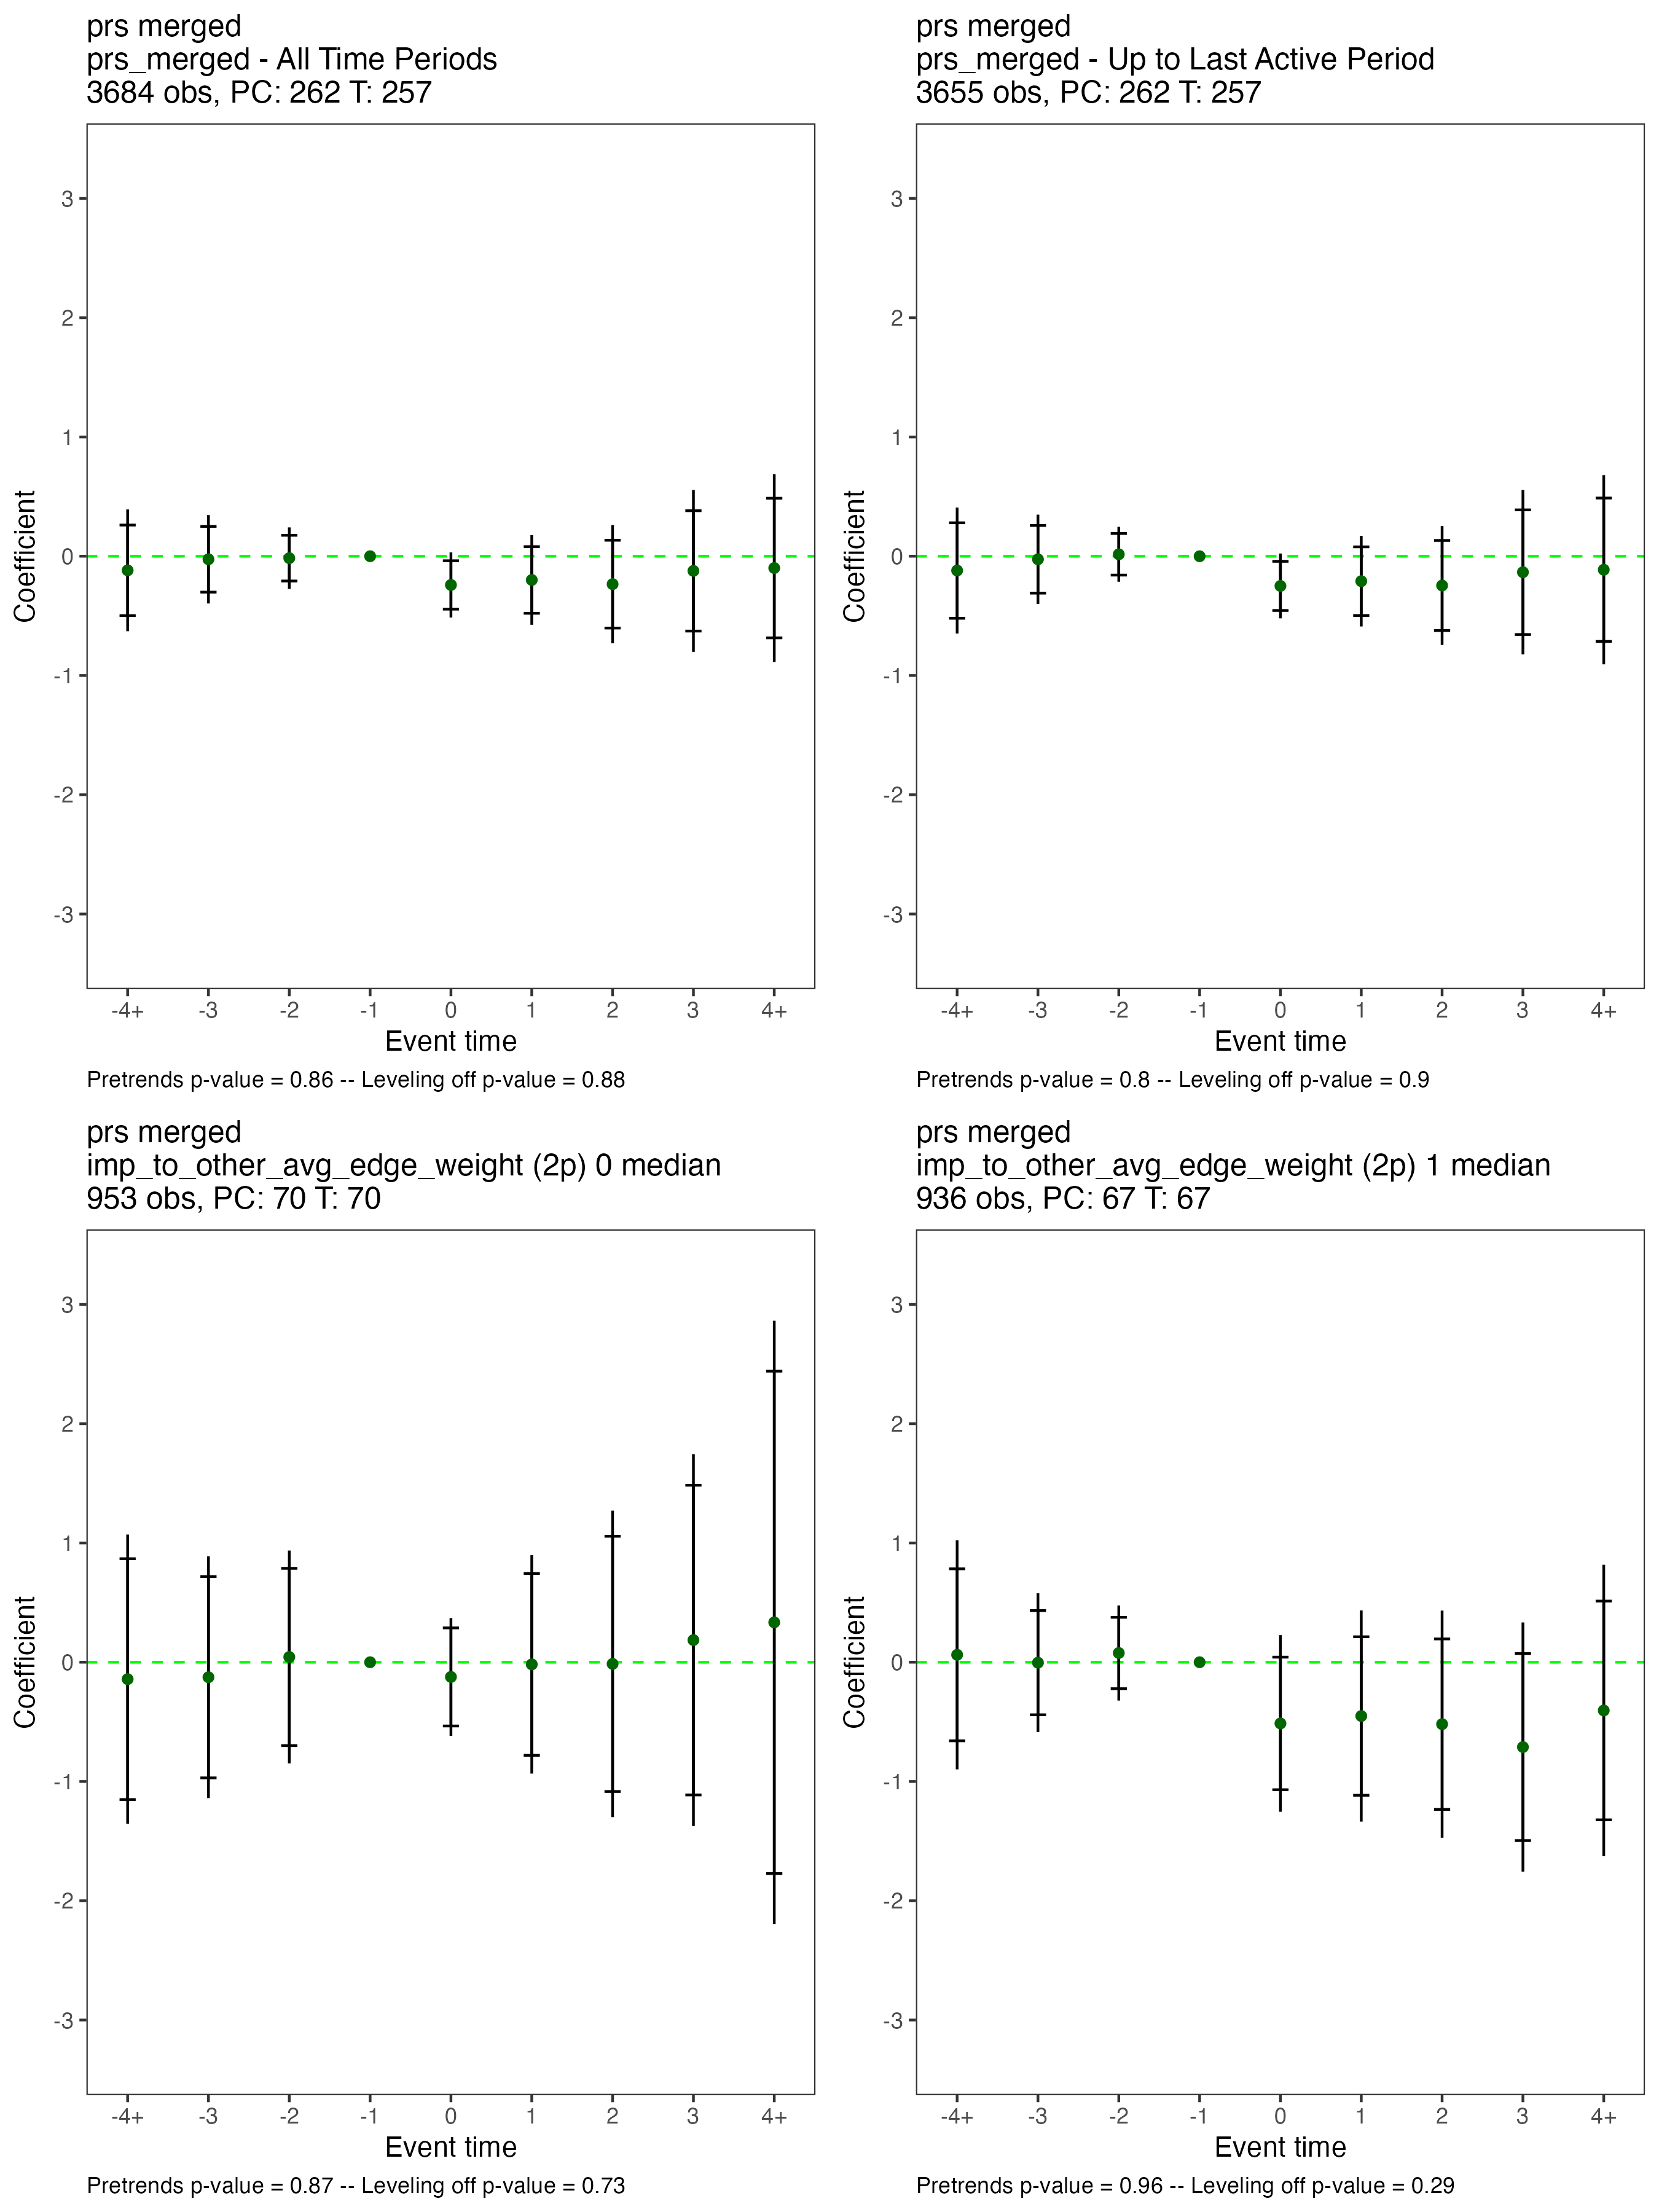 prs merged
prs_merged - All Time Periods
3684 obs, PC: 262 T: 257
Coefficient
3
2
1
0
-1
-2
-3
-4+ -3 -2 -1 0 1 2 3 4+
Event time
Pretrends p-value = 0.86 -- Leveling off p-value = 0.88
prs merged
prs_merged - Up to Last Active Period
3655 obs, PC: 262 T: 257
Coefficient
3
2
1
0
-1
-2
-3
-4+ -3 -2 -1 0 1 2 3 4+
Event time
Pretrends p-value = 0.8 -- Leveling off p-value = 0.9
prs merged
imp_to_other_avg_edge_weight (2p) 0 median
953 obs, PC: 70 T: 70
Coefficient
3
2
1
0
-1
-2
-3
-4+ -3 -2 -1 0 1 2 3 4+
Event time
Pretrends p-value = 0.87 -- Leveling off p-value = 0.73
prs merged
imp_to_other_avg_edge_weight (2p) 1 median
936 obs, PC: 67 T: 67
Coefficient
3
2
1
0
-1
-2
-3
-4+ -3 -2 -1 0 1 2 3 4+
Event time
Pretrends p-value = 0.96 -- Leveling off p-value = 0.29